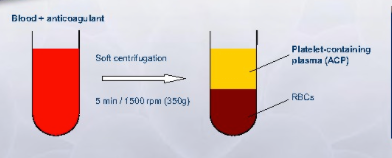 Blood + anticoagulant
Soft centrifugation
5 min / 1500 rpm (350g)
Platelet-containing
plasma (ACP)
RBCs